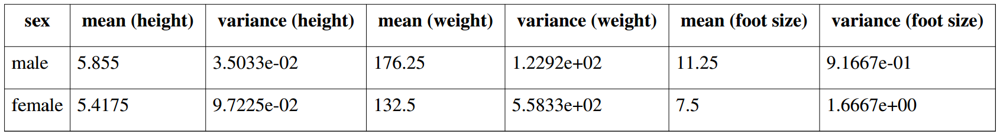 sex mean (height) variance (height) mean (weight) variance (weight) mean (foot size) variance (foot size)
male 5.855 3.5033e-02 176.25 1.2292e+02 11.25 9.1667e-01
female 5.4175 9.7225e-02 132.5 5.5833e+02 7.5 1.6667e+00